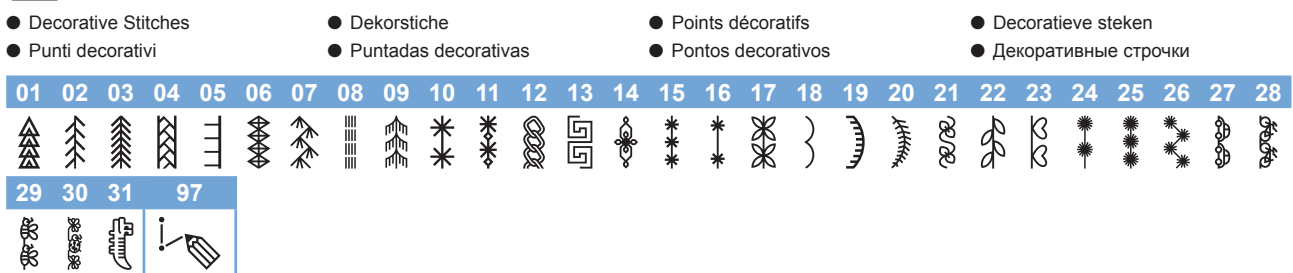 ● Decorative Stitches ● Dekorstiche ● Points décoratifs ● Decoratieve steken
● Punti decorativi ● Puntadas decorativas ● Pontos decorativos ● Декоративные строчки
01 02 03 04 05 06 07 08 09 10 11 12 13 14 15 16 17 18 19 20 21 22 23 24 25 26 27 28
29 30 31 97